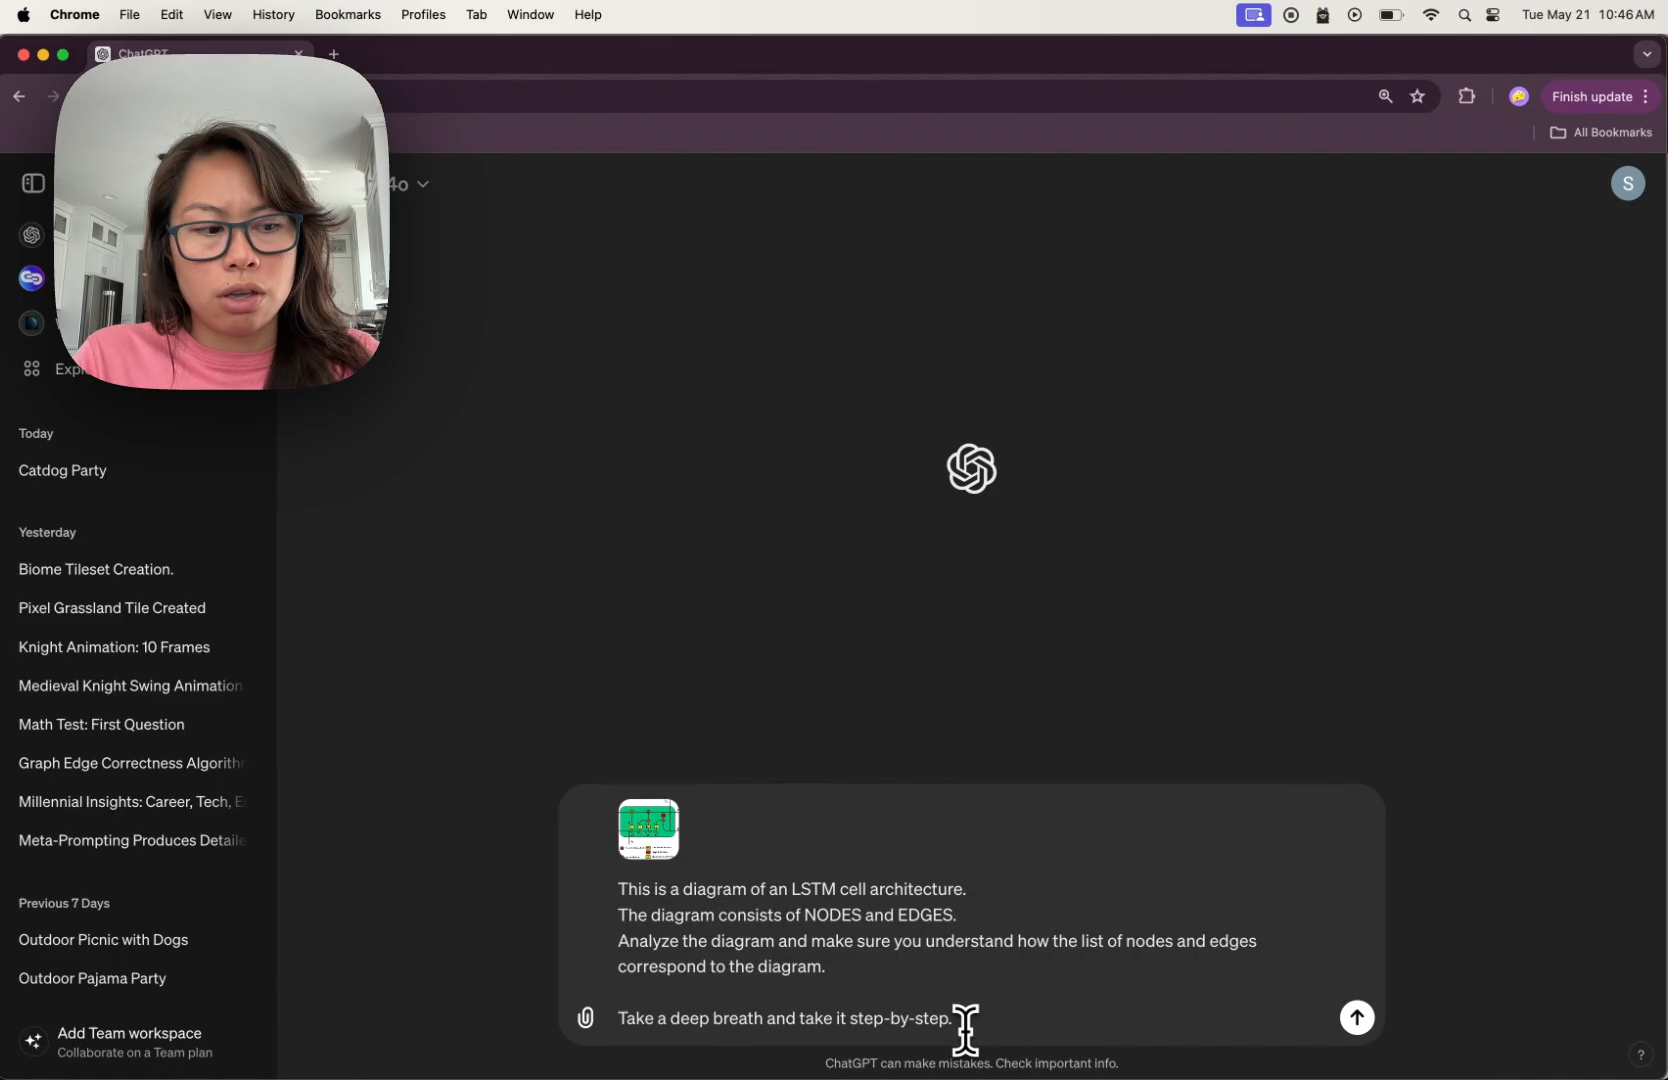 Chrome File Edit View History Bookmarks Profiles Tab Window Help Tue May 21 10:46 AM
ChatGPT
Finish update
All Bookmarks
4o
S
Expl
Today
Catdog Party
Yesterday
Biome Tileset Creation.
Pixel Grassland Tile Created
Knight Animation: 10 Frames
Medieval Knight Swing Animation
Math Test: First Question
Graph Edge Correctness Algorith
Millennial Insights: Career, Tech, E
Meta-Prompting Produces Detaile
Previous 7 Days
Outdoor Picnic with Dogs
Outdoor Pajama Party
Add Team workspace
Collaborate on a Team plan
This is a diagram of an LSTM cell architecture.
The diagram consists of NODES and EDGES.
Analyze the diagram and make sure you understand how the list of nodes and edges
correspond to the diagram.
Take a deep breath and take it step-by-step.
ChatGPT can make mistakes. Check important info.
?